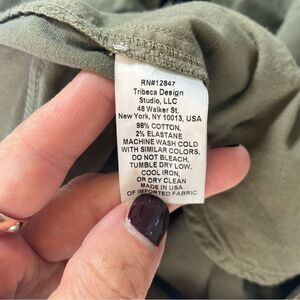 RN#12847
Tribeca Design
Studio, LLC
48 Walker St.
New York, NY 10013, USA
98% COTTON,
2% ELASTANE
MACHINE WASH COLD
WITH SIMILAR COLORS,
DO NOT BLEACH,
TUMBLE DRY LOW,
COOL IRON,
OR DRY CLEAN
MADE IN USA
OF IMPORTED FABRIC